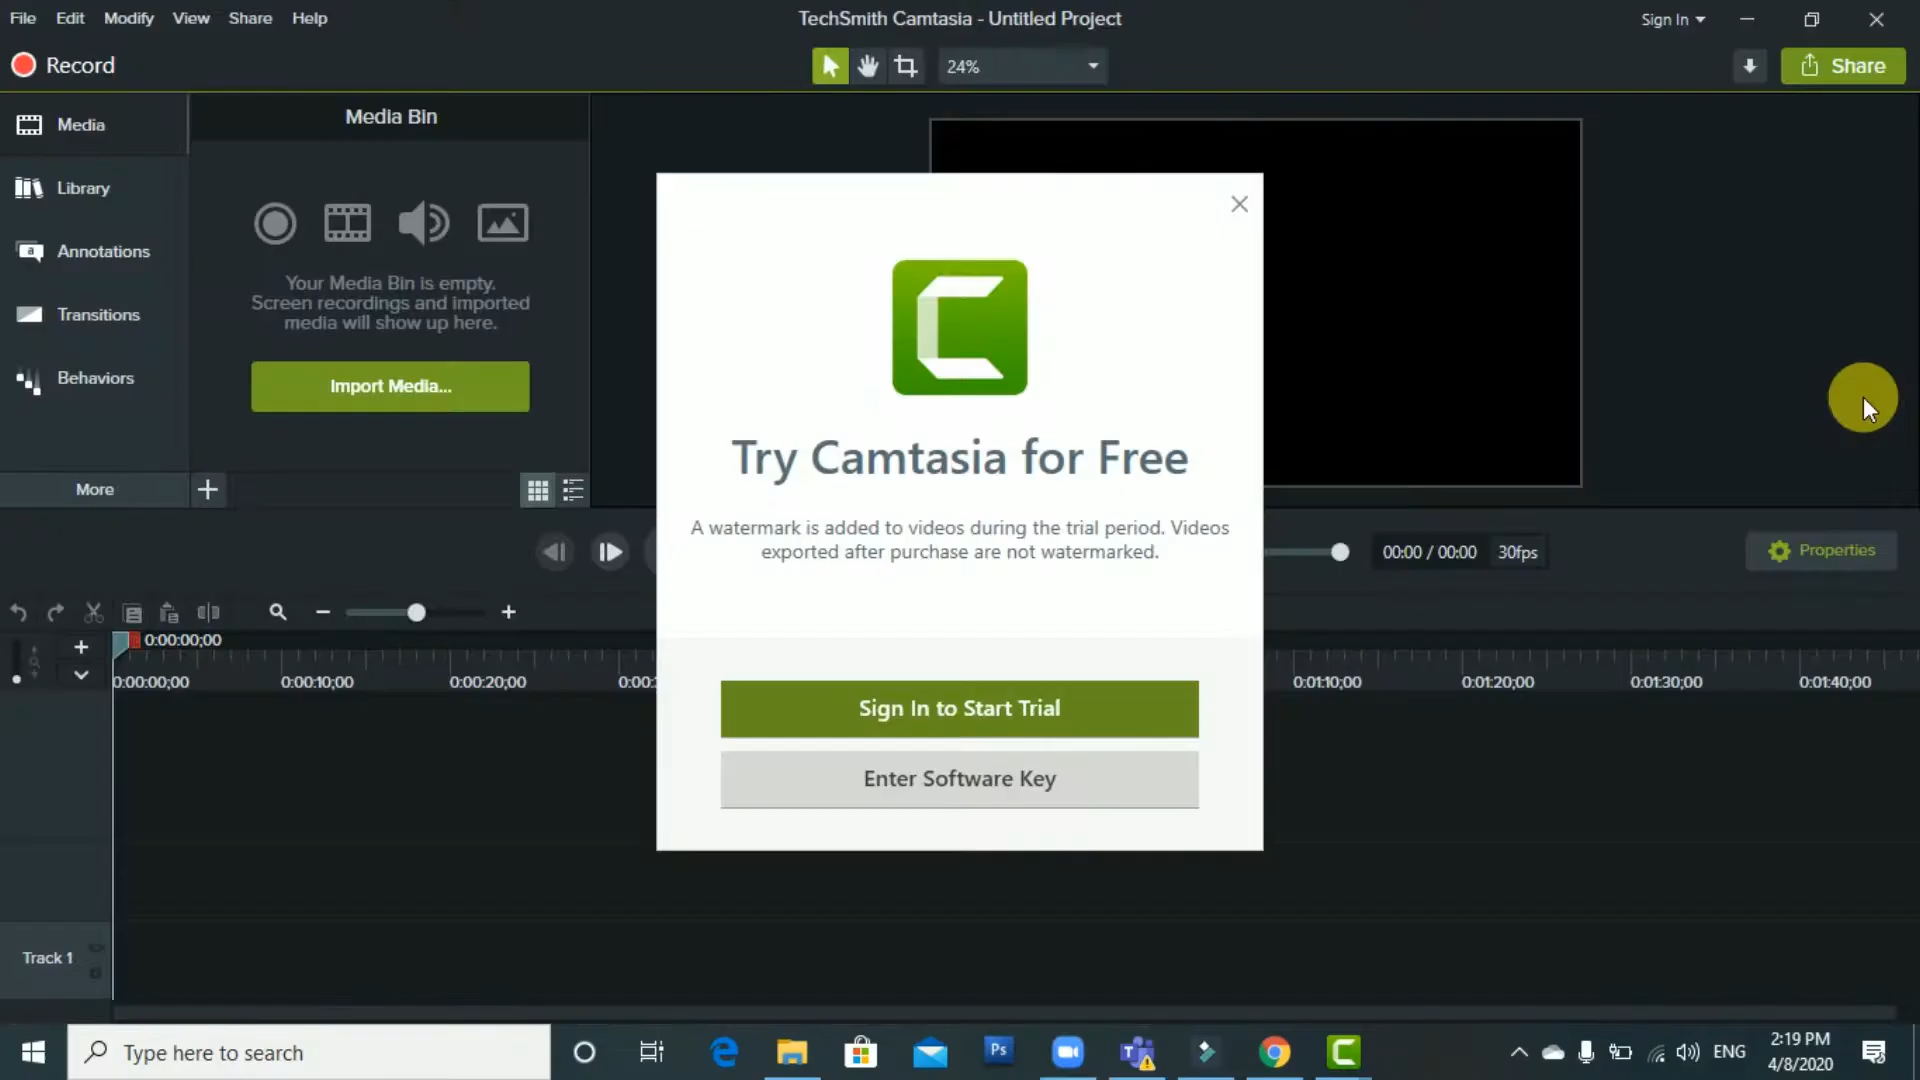 File Edit Modify View Share Help
TechSmith Camtasia - Untitled Project
Sign In
Record
24%
Share
Media
Library
Annotations
Transitions
Behaviors
More
Media Bin
Your Media Bin is empty.
Screen recordings and imported
media will show up here.
Import Media...
Try Camtasia for Free
A watermark is added to videos during the trial period. Videos
exported after purchase are not watermarked.
Sign In to Start Trial
Enter Software Key
00:00 / 00:00 30fps
Properties
0:00:00;00
0:00:00;00 0:00:10;00 0:00:20;00 0:01:10;00 0:01:20;00 0:01:30;00 0:01:40;00
Track 1
Type here to search
Ps
ENG
2:19 PM
4/8/2020